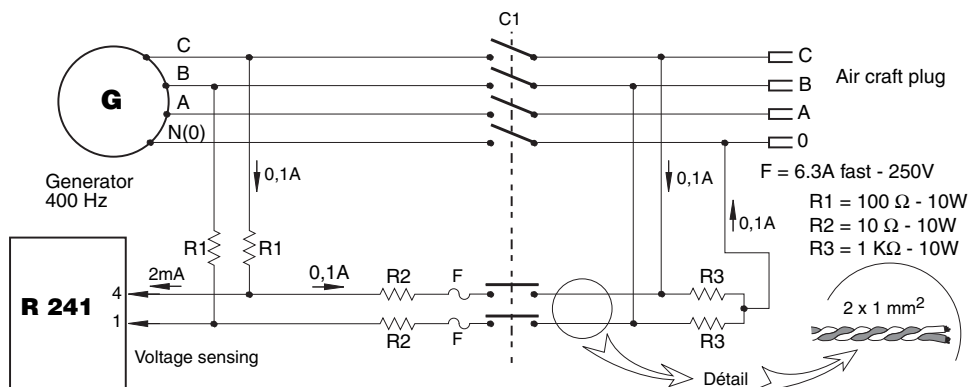 C1
C
B
A
N(0)
G
Generator
400 Hz
C
B
A
0
Air craft plug
0,1A
0,1A
0,1A
F = 6.3A fast - 250V
R1 = 100 Ω - 10W
R2 = 10 Ω - 10W
R3 = 1 KΩ - 10W
R1
R1
R 241
4
1
2mA
0,1A
R2
F
R3
R2
F
R3
Voltage sensing
2 x 1 mm²
Détail